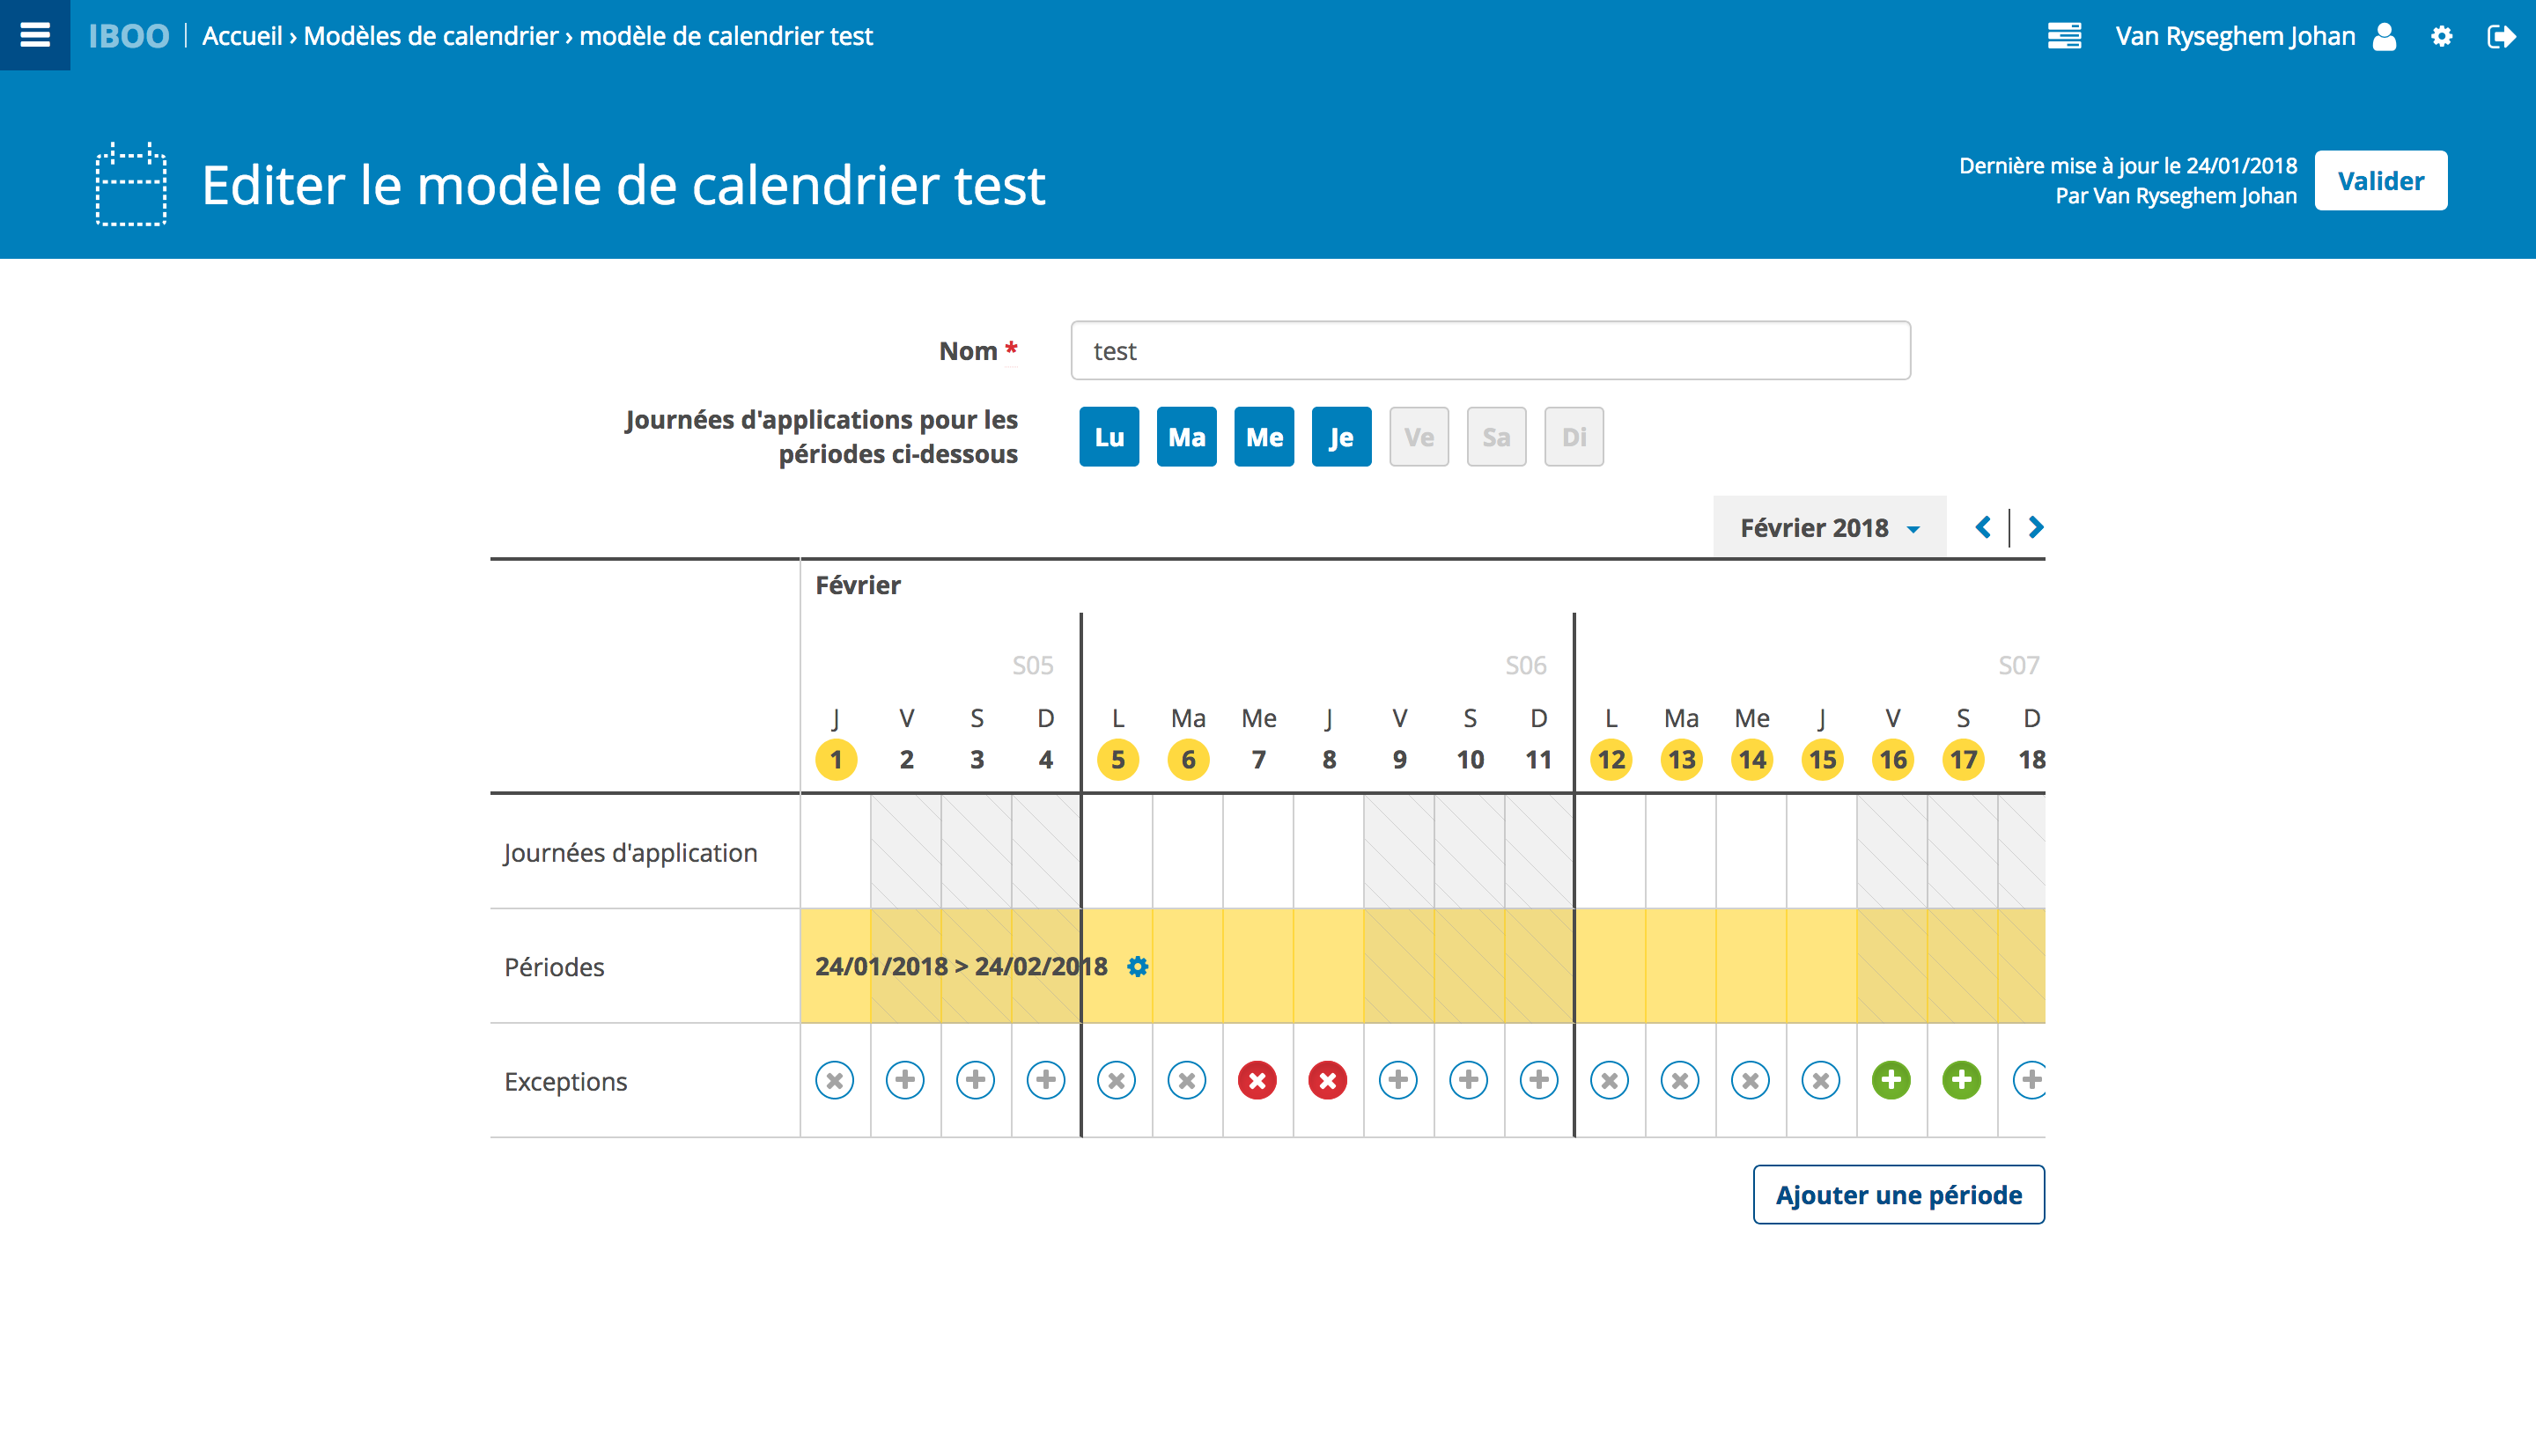 IBOO | Accueil › Modèles de calendrier › modèle de calendrier test
Van Ryseghem Johan
Editer le modèle de calendrier test
Dernière mise à jour le 24/01/2018
Par Van Ryseghem Johan
Valider
Nom *
test
Journées d'applications pour les
périodes ci-dessous
Lu Ma Me Je Ve Sa Di
Février 2018
Février
S05 S06 S07
J V S D L Ma Me J V S D L Ma Me J V S D
1 2 3 4 5 6 7 8 9 10 11 12 13 14 15 16 17 18
Journées d'application
Périodes
24/01/2018 > 24/02/2018
Exceptions
Ajouter une période